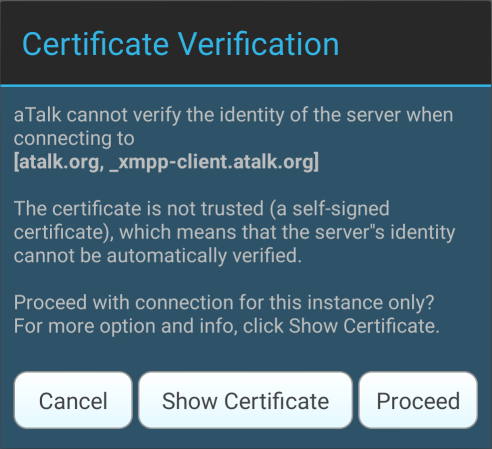 Certificate Verification
aTalk cannot verify the identity of the server when
connecting to
[atalk.org, _xmpp-client.atalk.org]
The certificate is not trusted (a self-signed
certificate), which means that the server"s identity
cannot be automatically verified.
Proceed with connection for this instance only?
For more option and info, click Show Certificate.
Cancel
Show Certificate
Proceed